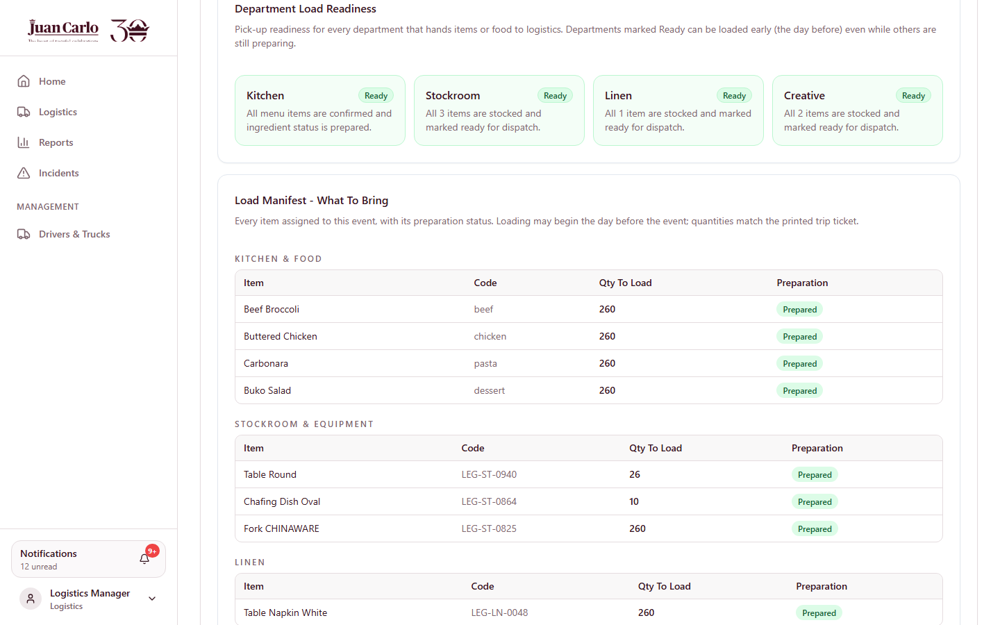 Juan Carlo 30
Home
Logistics
Reports
Incidents
MANAGEMENT
Drivers & Trucks
Notifications
12 unread
9+
Logistics Manager
Logistics
Department Load Readiness
Pick-up readiness for every department that hands items or food to logistics. Departments marked Ready can be loaded early (the day before) even while others are
still preparing.
Kitchen Ready
All menu items are confirmed and
ingredient status is prepared.
Stockroom Ready
All 3 items are stocked and
marked ready for dispatch.
Linen Ready
All 1 item are stocked and marked
ready for dispatch.
Creative Ready
All 2 items are stocked and
marked ready for dispatch.
Load Manifest - What To Bring
Every item assigned to this event, with its preparation status. Loading may begin the day before the event; quantities match the printed trip ticket.
KITCHEN & FOOD
Item Code Qty To Load Preparation
Beef Broccoli beef 260 Prepared
Buttered Chicken chicken 260 Prepared
Carbonara pasta 260 Prepared
Buko Salad dessert 260 Prepared
STOCKROOM & EQUIPMENT
Item Code Qty To Load Preparation
Table Round LEG-ST-0940 26 Prepared
Chafing Dish Oval LEG-ST-0864 10 Prepared
Fork CHINAWARE LEG-ST-0825 260 Prepared
LINEN
Item Code Qty To Load Preparation
Table Napkin White LEG-LN-0048 260 Prepared